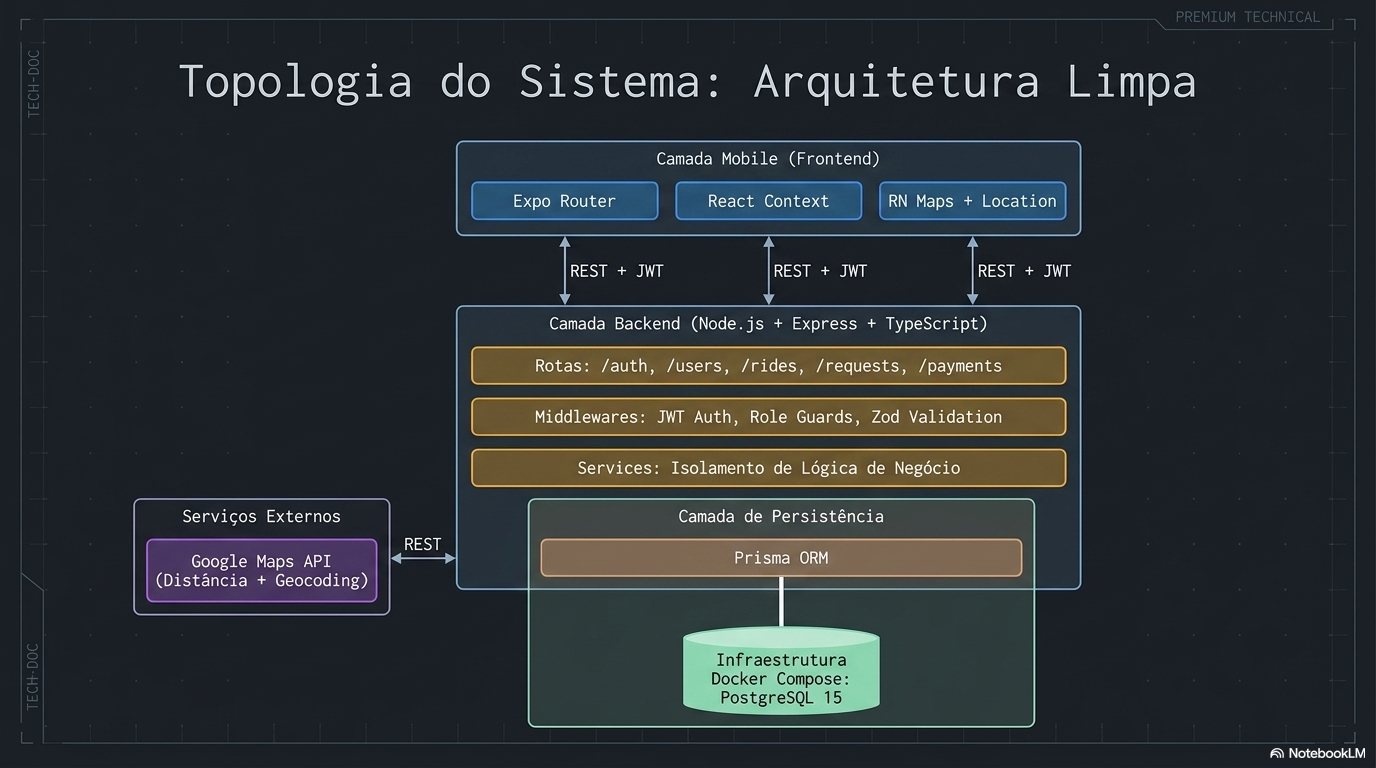 PREMIUM TECHNICAL
TECH-DOC
Topologia do Sistema: Arquitetura Limpa
Camada Mobile (Frontend)
Expo Router
React Context
RN Maps + Location
REST + JWT
REST + JWT
REST + JWT
Camada Backend (Node.js + Express + TypeScript)
Rotas: /auth, /users, /rides, /requests, /payments
Middlewares: JWT Auth, Role Guards, Zod Validation
Services: Isolamento de Lógica de Negócio
Serviços Externos
Google Maps API
(Distância + Geocoding)
REST
Camada de Persistência
Prisma ORM
Infraestrutura
Docker Compose:
PostgreSQL 15
TECH-DOC
NotebookLM